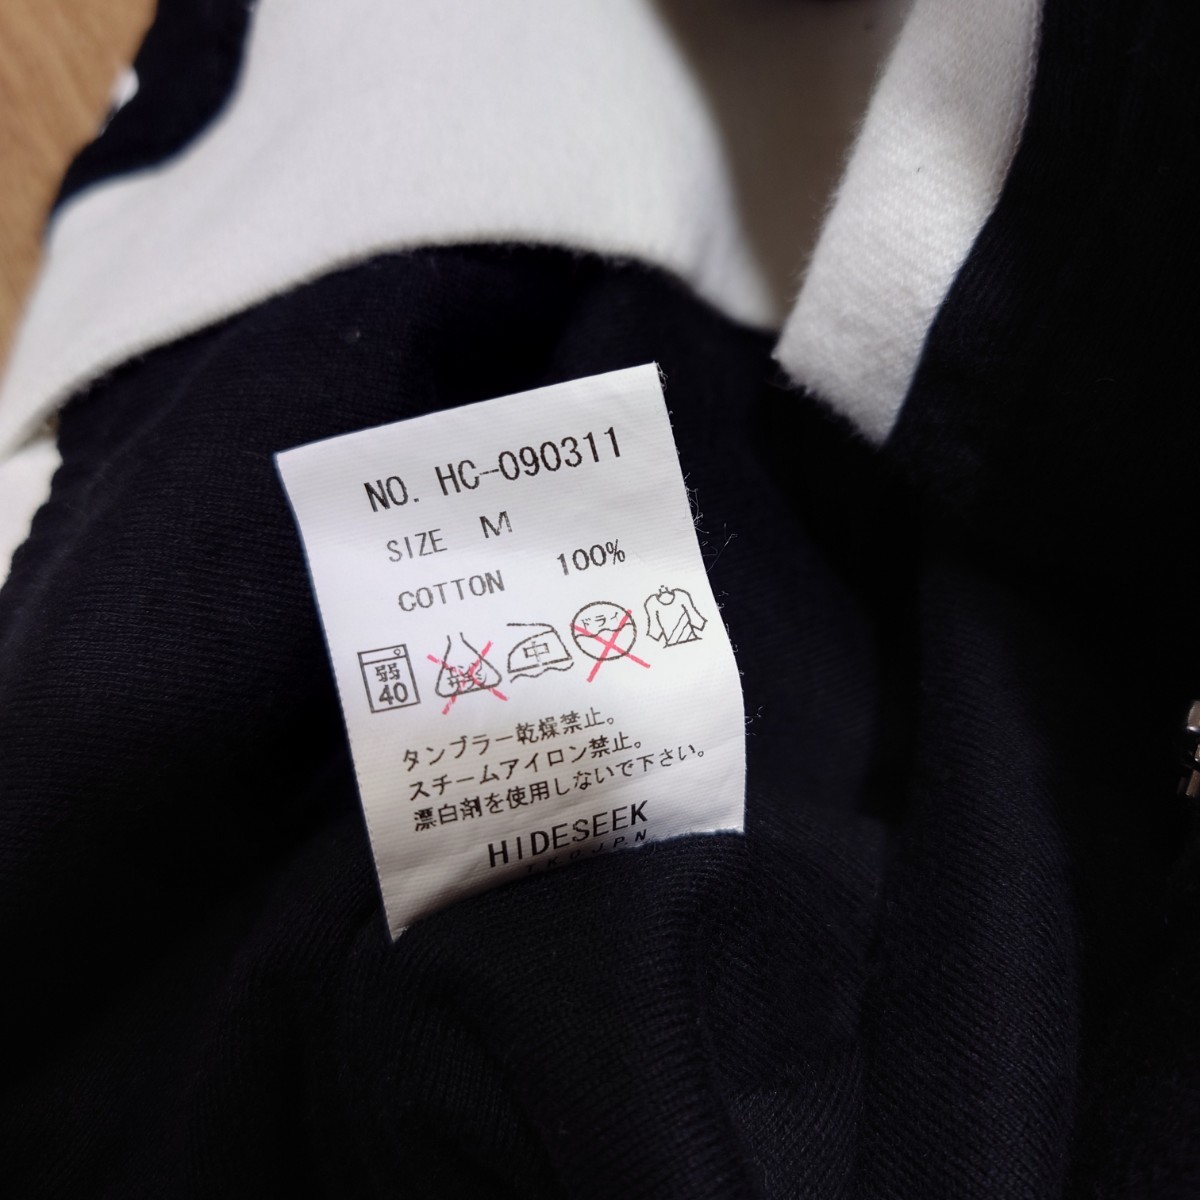 NO. HC-090311
SIZE M
COTTON 100%
弱 40 中 ドライ
タンブラー乾燥禁止。
スチームアイロン禁止。
漂白剤を使用しないで下さい。
HIDESEEK
TKOJPN